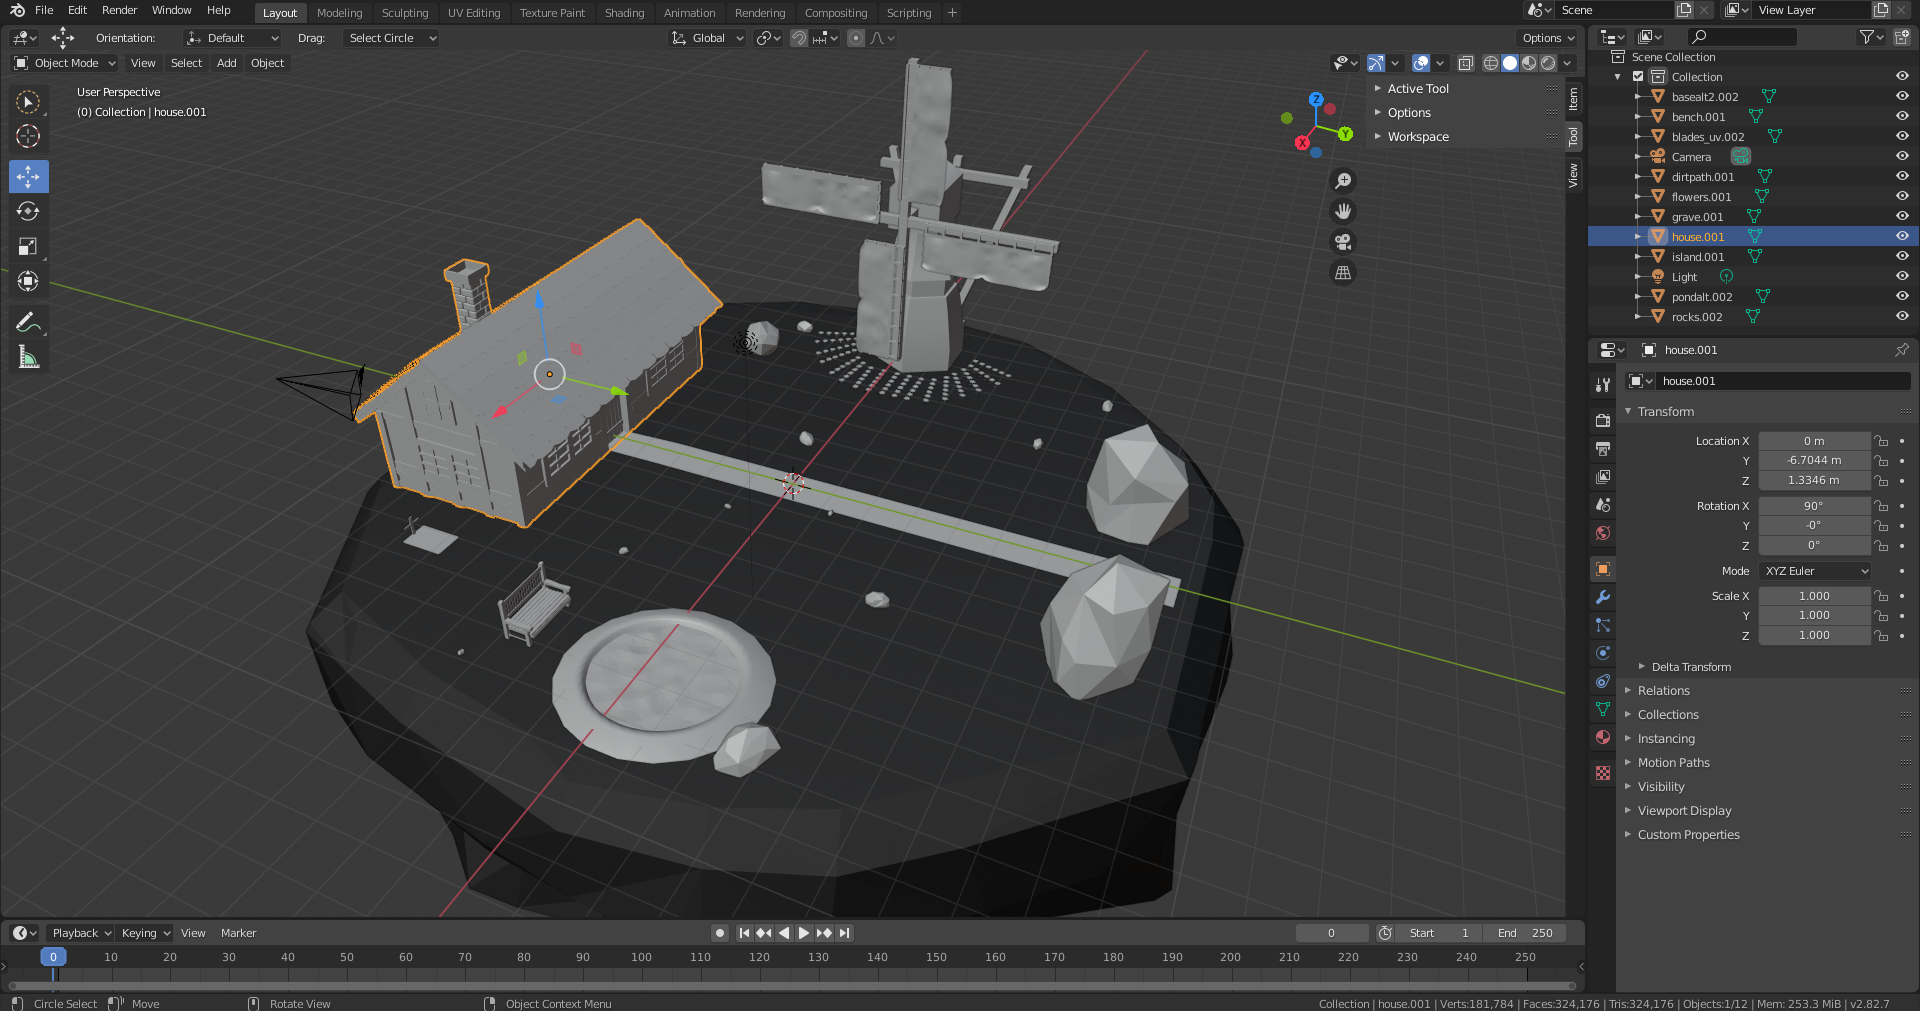 File Edit Render Window Help Layout Modeling Sculpting UV Editing Texture Paint Shading Animation Rendering Compositing Scripting + Scene View Layer
Orientation: Default Drag: Select Circle Global Options
Object Mode View Select Add Object
User Perspective
(0) Collection | house.001
Z
Y
X
Active Tool
Options
Workspace
Item
Tool
View
Scene Collection
Collection
basealt2.002
bench.001
blades_uv.002
Camera
dirtpath.001
flowers.001
grave.001
house.001
island.001
Light
pondalt.002
rocks.002
house.001
house.001
Transform
Location X 0 m
Y -6.7044 m
Z 1.3346 m
Rotation X 90°
Y -0°
Z 0°
Mode XYZ Euler
Scale X 1.000
Y 1.000
Z 1.000
Delta Transform
Relations
Collections
Instancing
Motion Paths
Visibility
Viewport Display
Custom Properties
Playback Keying View Marker 0 Start 1 End 250
0 10 20 30 40 50 60 70 80 90 100 110 120 130 140 150 160 170 180 190 200 210 220 230 240 250
Circle Select Move Rotate View Object Context Menu Collection | house.001 | Verts:181,784 | Faces:324,176 | Tris:324,176 | Objects:1/12 | Mem: 253.3 MiB | v2.82.7